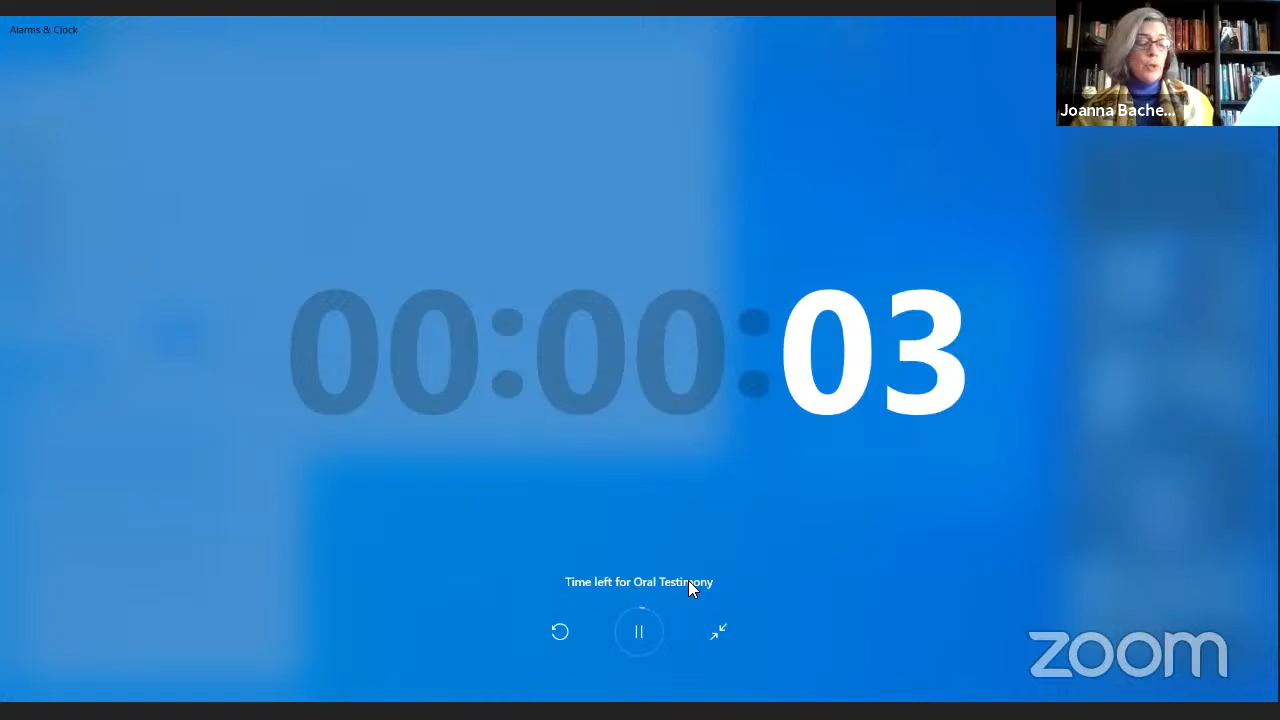 Alarms & Clock
Joanna Bache...
00:00:03
Time left for Oral Testimony
zoom